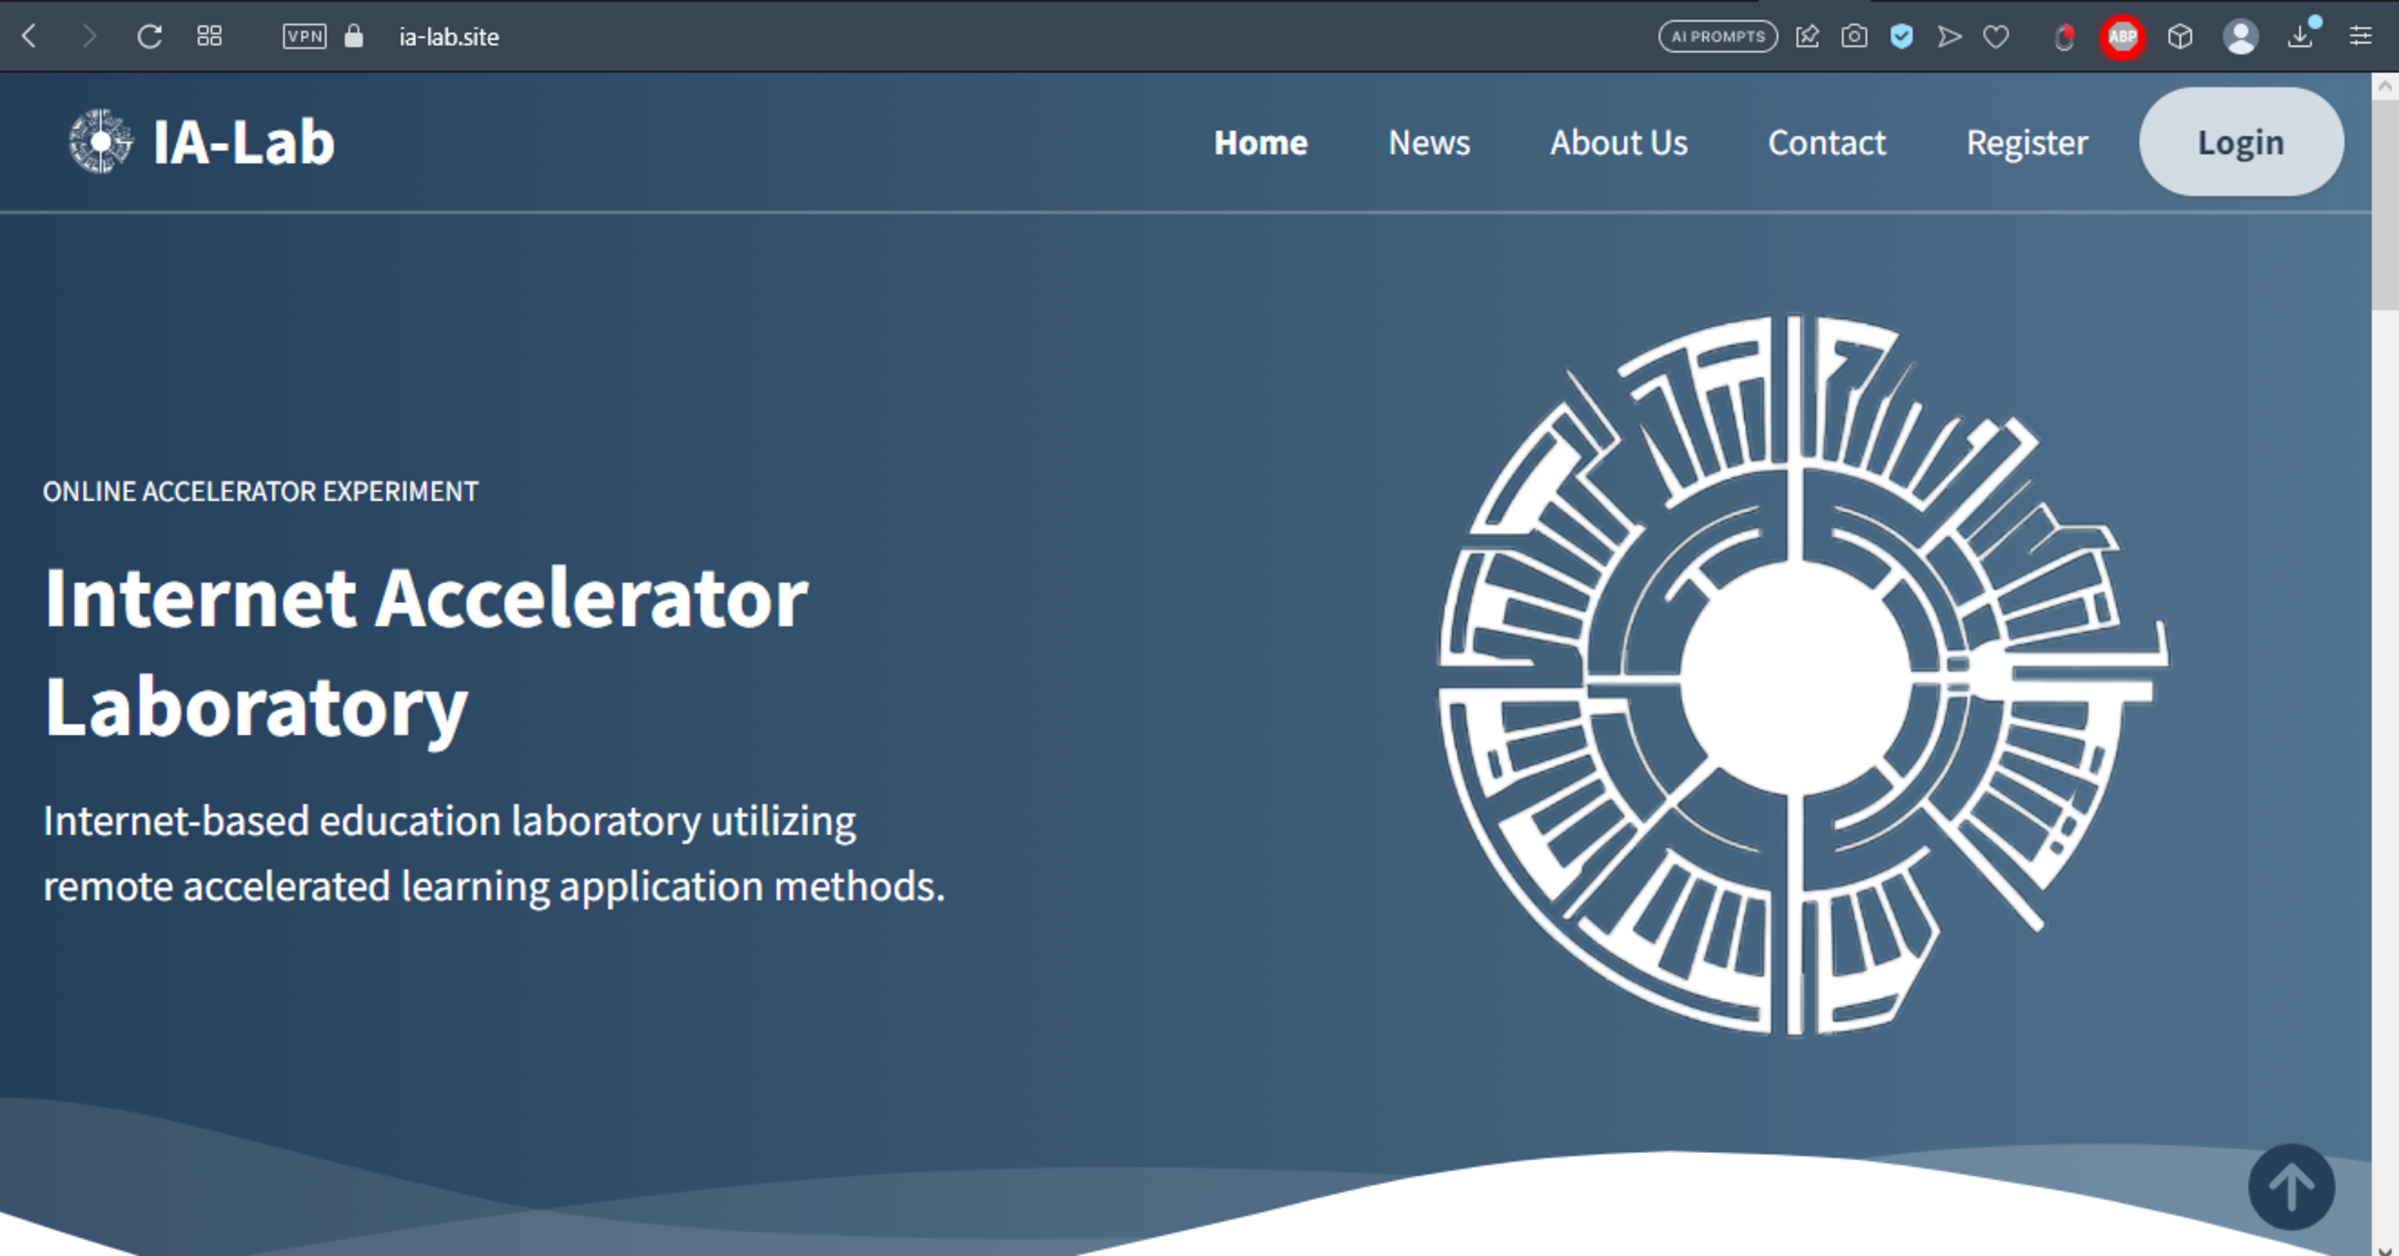 VPN ia-lab.site AI PROMPTS ABP
IA-Lab Home News About Us Contact Register Login
ONLINE ACCELERATOR EXPERIMENT
Internet Accelerator
Laboratory
Internet-based education laboratory utilizing
remote accelerated learning application methods.